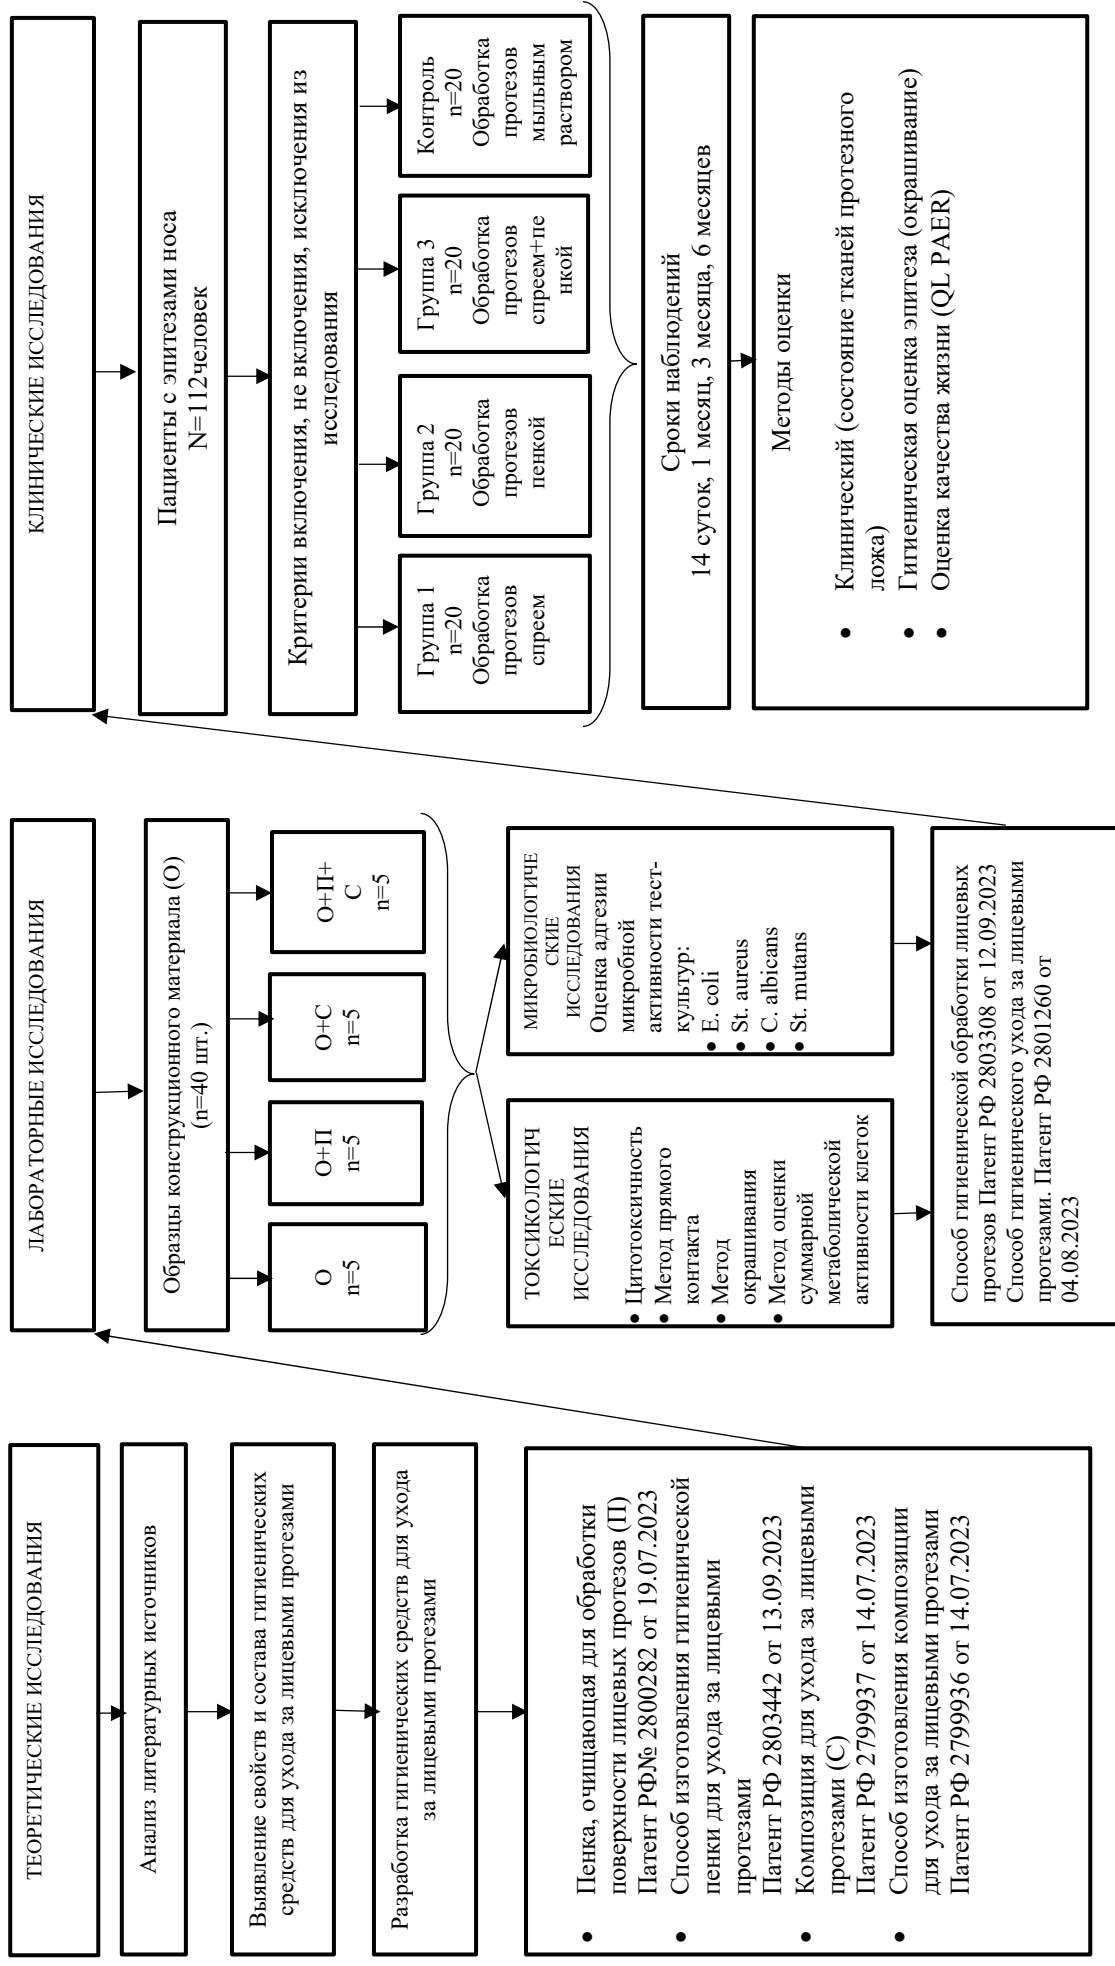 ТЕОРЕТИЧЕСКИЕ ИССЛЕДОВАНИЯ
Анализ литературных источников
Выявление свойств и состава гигиенических
средств для ухода за лицевыми протезами
Разработка гигиенических средств для ухода
за лицевыми протезами
• Пенка, очищающая для обработки
поверхности лицевых протезов (П)
Патент РФ№ 2800282 от 19.07.2023
• Способ изготовления гигиенической
пенки для ухода за лицевыми
протезами
Патент РФ 2803442 от 13.09.2023
• Композиция для ухода за лицевыми
протезами (С)
Патент РФ 2799937 от 14.07.2023
• Способ изготовления композиции
для ухода за лицевыми протезами
Патент РФ 2799936 от 14.07.2023
ЛАБОРАТОРНЫЕ ИССЛЕДОВАНИЯ
Образцы конструкционного материала (О)
(n=40 шт.)
О
n=5
О+П
n=5
О+С
n=5
О+П+
С
n=5
ТОКСИКОЛОГИЧ
ЕСКИЕ
ИССЛЕДОВАНИЯ
• Цитотоксичность
• Метод прямого
контакта
• Метод
окрашивания
• Метод оценки
суммарной
метаболической
активности клеток
МИКРОБИОЛОГИЧЕ
СКИЕ
ИССЛЕДОВАНИЯ
Оценка адгезии
микробной
активности тест-
культур:
• E. coli
• St. aureus
• C. albicans
• St. mutans
Способ гигиенической обработки лицевых
протезов Патент РФ 2803308 от 12.09.2023
Способ гигиенического ухода за лицевыми
протезами. Патент РФ 2801260 от
04.08.2023
КЛИНИЧЕСКИЕ ИССЛЕДОВАНИЯ
Пациенты с эпитезами носа
N=112человек
Критерии включения, не включения, исключения из
исследования
Группа 1
n=20
Обработка
протезов
спреем
Группа 2
n=20
Обработка
протезов
пенкой
Группа 3
n=20
Обработка
протезов
спреем+пе
нкой
Контроль
n=20
Обработка
протезов
мыльным
раствором
Сроки наблюдений
14 суток, 1 месяц, 3 месяца, 6 месяцев
Методы оценки
• Клинический (состояние тканей протезного
ложа)
• Гигиеническая оценка эпитеза (окрашивание)
• Оценка качества жизни (QL PAER)